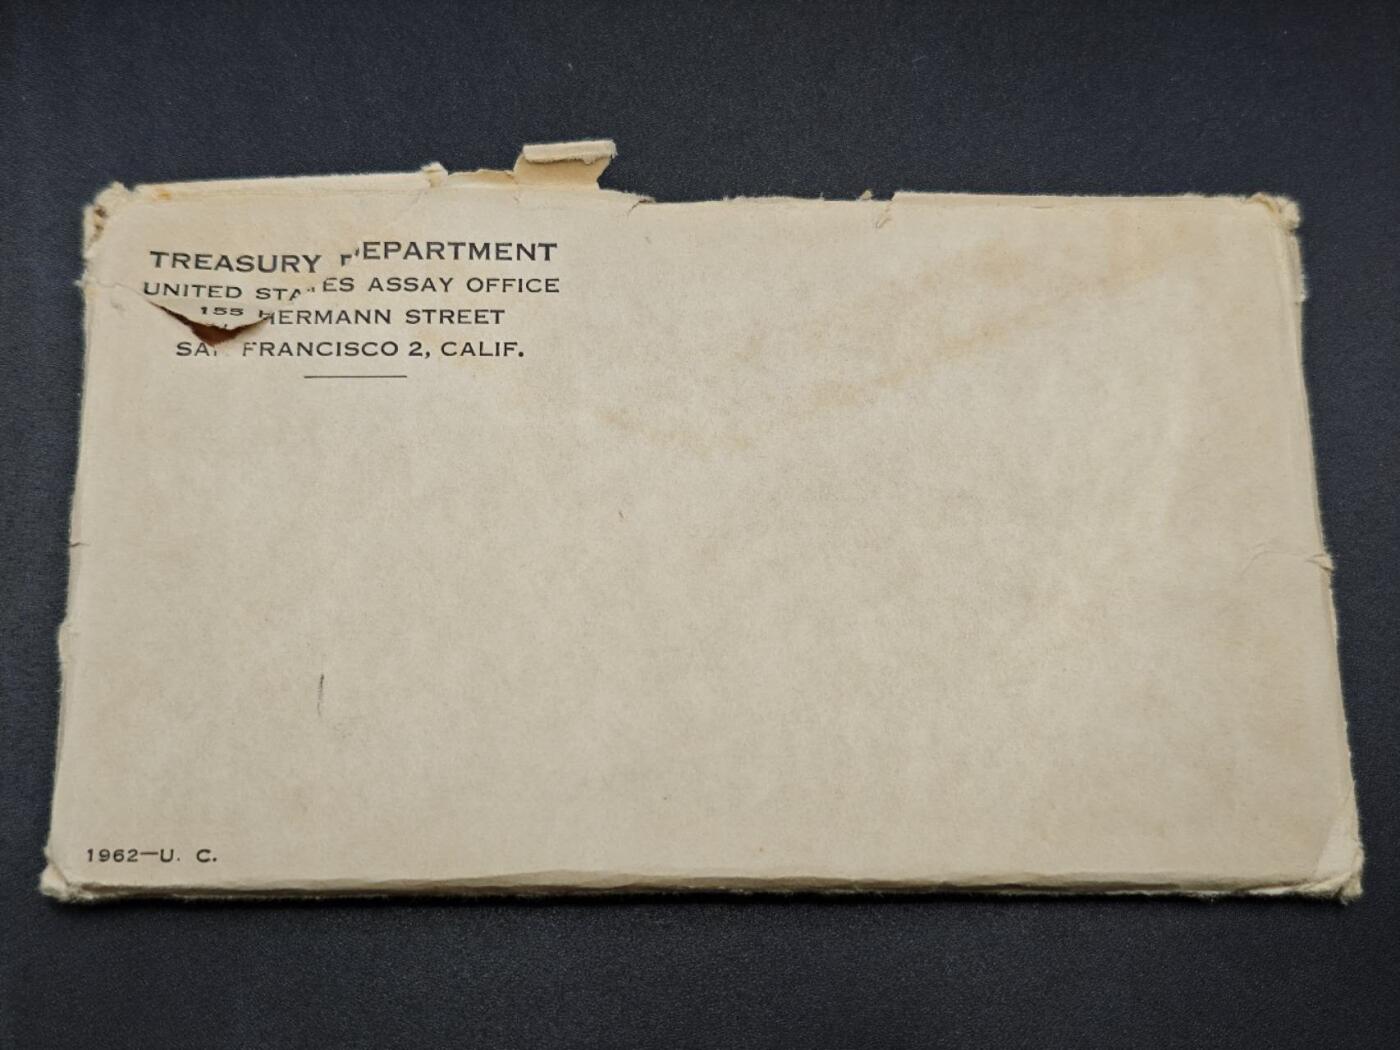 TREASURY DEPARTMENT
UNITED STATES ASSAY OFFICE
155 HERMANN STREET
SAN FRANCISCO 2, CALIF.
1962—U. C.